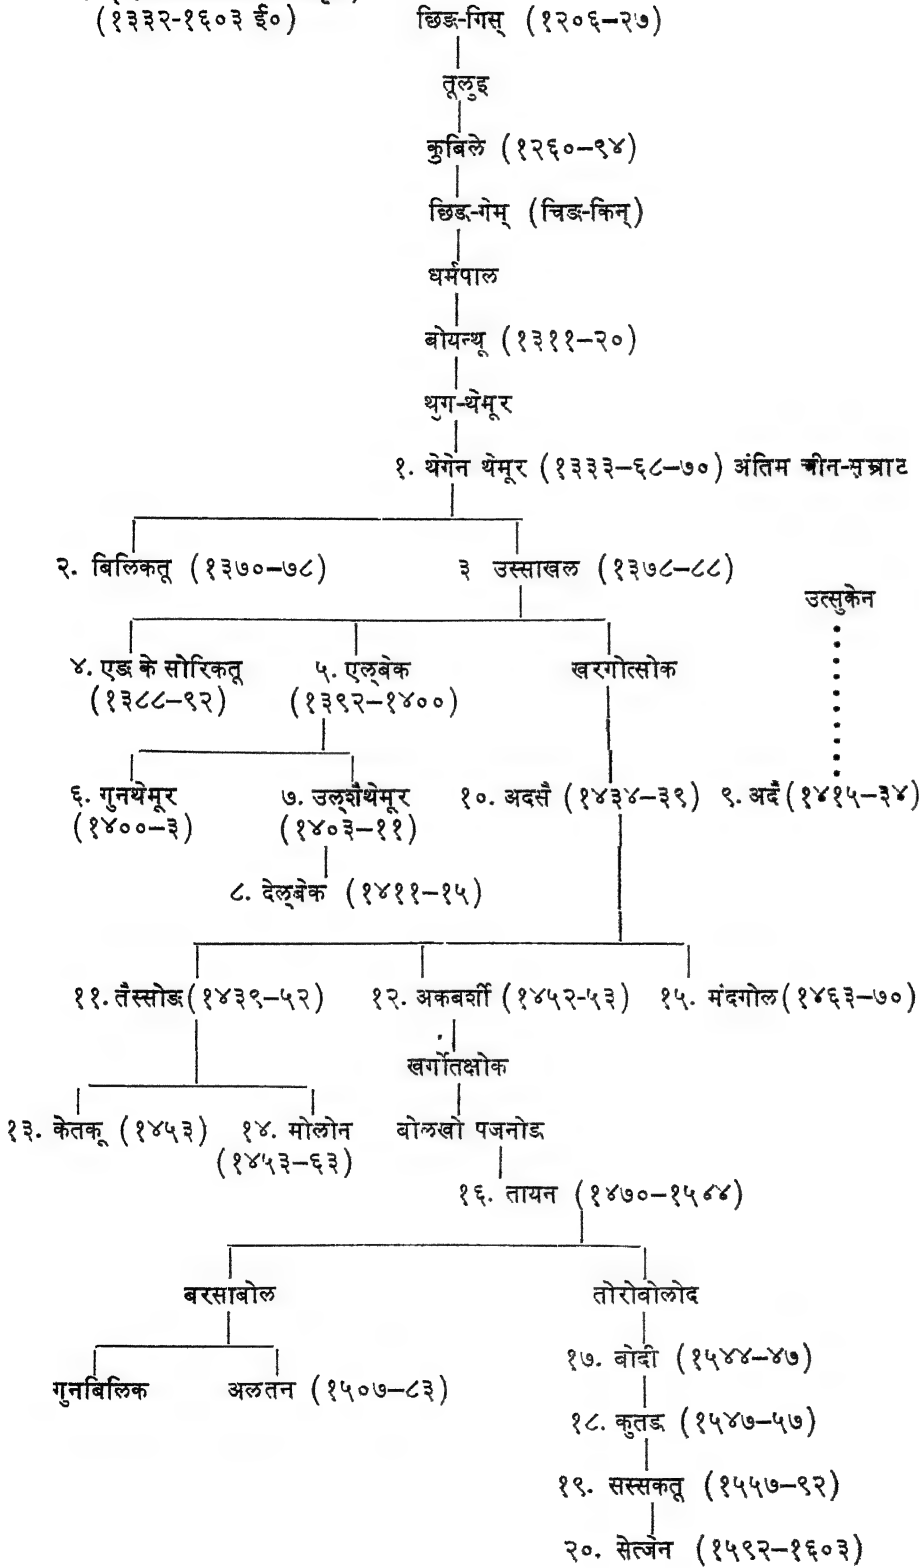 (१३३२-१६०३ ई०) छिङ-गिस् (१२०६–२७)
तूलुइ
कुबिले (१२६०–९४)
छिङ-गेम् (चिङ-किन्)
धर्मपाल
बोयन्थू (१३११–२०)
थुग-थेमूर
१. थेगेन थेमूर (१३३३–६८–७०) अंतिम चीन-सम्राट
२. बिलिकतू (१३७०–७८) ३ उस्साखल (१३७८–८८)
उत्सुकेन
४. एङ के सोरिकतू ५. एल्बेक खरगोत्सोक
(१३८८–९२) (१३९२–१४००)
६. गुनथेमूर ७. उल्शैथेमूर १०. अदसै (१४३४–३९) ९. अदै (१४१५–३४)
(१४००–३) (१४०३–११)
८. देल्बेक (१४११–१५)
११. तैस्सोङ (१४३९–५२) १२. अकबर्शी (१४५२-५३) १५. मंदगोल (१४६३–७०)
खर्गोतक्षोक
१३. केतकू (१४५३) १४. मोलोन बोलखो पजनोङ
(१४५३–६३)
१६. तायन (१४७०–१५४४)
बरसाबोल तोरोबोलोद
१७. बोदी (१५४४–४७)
गुनबिलिक अलतन (१५०७–८३)
१८. कुतङ (१५४७–५७)
१९. सस्सकतू (१५५७–९२)
२०. सेत्जेन (१५९२–१६०३)